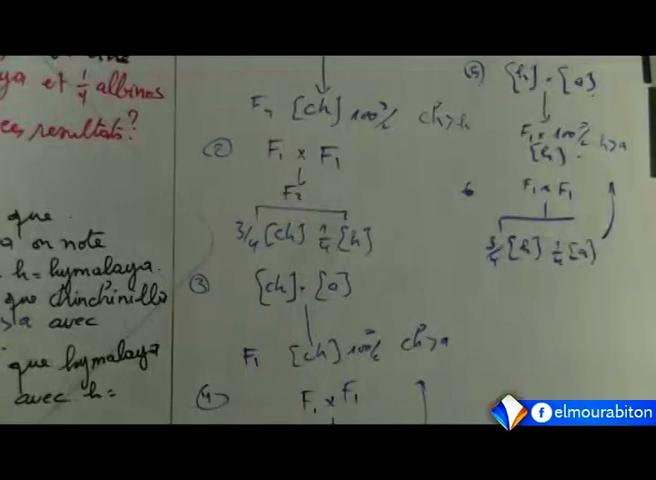 ya et 1/4 albinos
ces resultats?
que
a on note
h = hymalaya.
que chinchinilla
avec
que hymalaya
avec h =
F1 [ch] 100% ch>h
② F1 x F1
F2
3/4 [ch] 1/4 [h]
③ [ch] . [a]
F1 [ch] 100% ch>a
④ F1 x F1
⑤ [h] . [a]
F1 100% h>a
[h] .
6 F1 x F1
3/4 [h] 1/4 [a]
elmourabiton